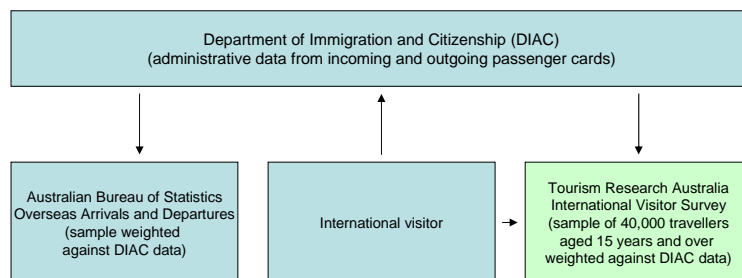 Department of Immigration and Citizenship (DIAC)
(administrative data from incoming and outgoing passenger cards)
Australian Bureau of Statistics
Overseas Arrivals and Departures
(sample weighted
against DIAC data)
International visitor
Tourism Research Australia
International Visitor Survey
(sample of 40,000 travellers
aged 15 years and over
weighted against DIAC data)